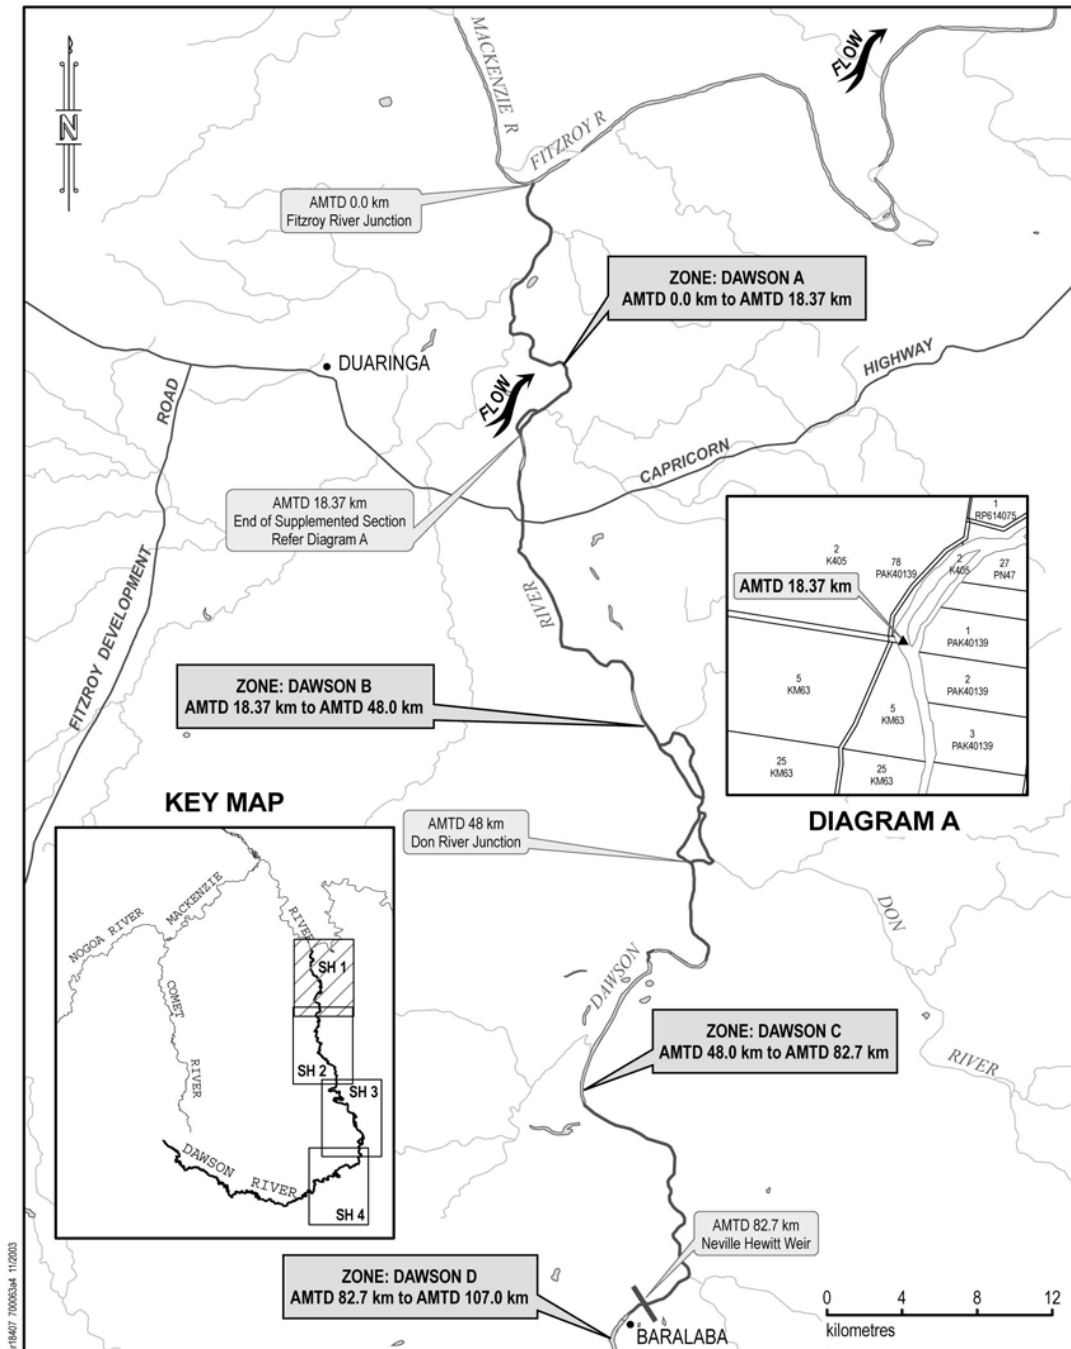 MACKENZIE R
FITZROY R
FLOW
N
AMTD 0.0 km
Fitzroy River Junction
ZONE: DAWSON A
AMTD 0.0 km to AMTD 18.37 km
DUARINGA
ROAD
FLOW
HIGHWAY
CAPRICORN
AMTD 18.37 km
End of Supplemented Section
Refer Diagram A
FITZROY DEVELOPMENT
RIVER
1
RP614075
2
K405
78
PAK40139
2
K405
27
PN47
AMTD 18.37 km
1
PAK40139
5
KM63
2
PAK40139
5
KM63
3
PAK40139
25
KM63
25
KM63
DIAGRAM A
ZONE: DAWSON B
AMTD 18.37 km to AMTD 48.0 km
KEY MAP
AMTD 48 km
Don River Junction
NOGOA RIVER
MACKENZIE
RIVER
COMET
RIVER
SH 1
SH 2
SH 3
DAWSON RIVER
SH 4
DON
RIVER
DAWSON
ZONE: DAWSON C
AMTD 48.0 km to AMTD 82.7 km
AMTD 82.7 km
Neville Hewitt Weir
ZONE: DAWSON D
AMTD 82.7 km to AMTD 107.0 km
BARALABA
0 4 8 12
kilometres
r18407 700063a4 11/2003